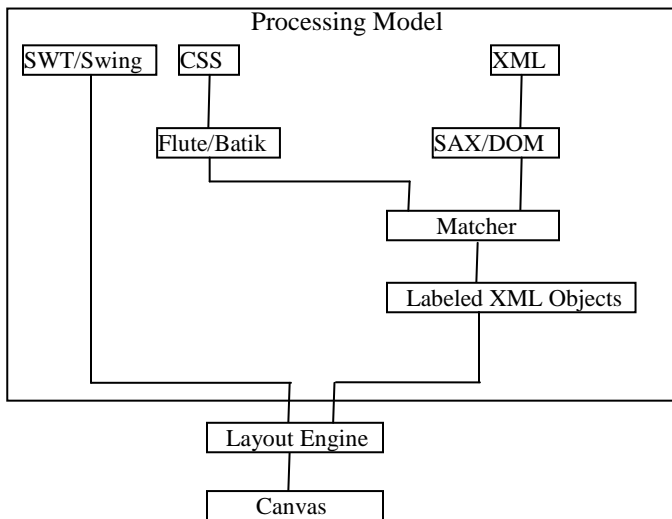 Processing Model
SWT/Swing CSS XML
Flute/Batik SAX/DOM
Matcher
Labeled XML Objects
Layout Engine
Canvas